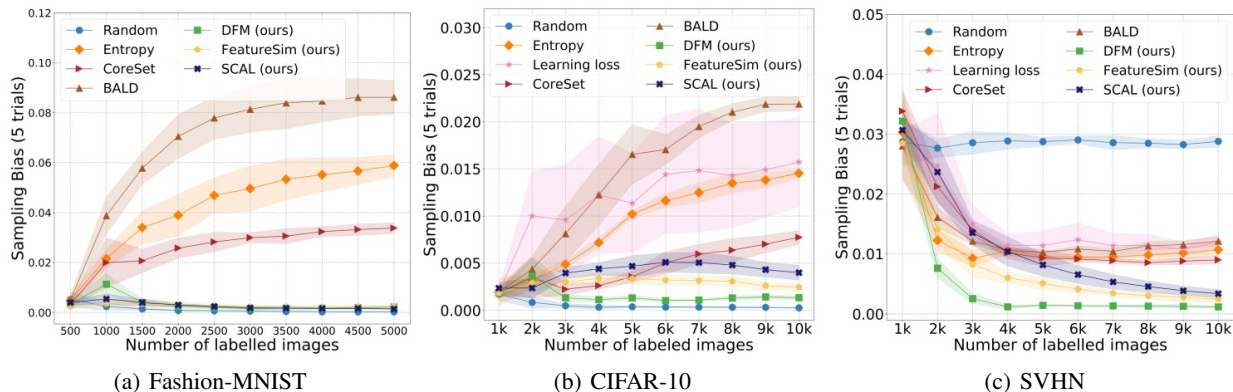 0.12
0.10
0.08
0.06
0.04
0.02
0.00
Sampling Bias (5 trials)
Random
Entropy
CoreSet
BALD
DFM (ours)
FeatureSim (ours)
SCAL (ours)
500 1000 1500 2000 2500 3000 3500 4000 4500 5000
Number of labelled images
(a) Fashion-MNIST
0.030
0.025
0.020
0.015
0.010
0.005
0.000
Sampling Bias (5 trials)
Random
Entropy
Learning loss
CoreSet
BALD
DFM (ours)
FeatureSim (ours)
SCAL (ours)
1k 2k 3k 4k 5k 6k 7k 8k 9k 10k
Number of labeled images
(b) CIFAR-10
0.05
0.04
0.03
0.02
0.01
0.00
Sampling Bias (5 trials)
Random
Entropy
Learning loss
CoreSet
BALD
DFM (ours)
FeatureSim (ours)
SCAL (ours)
1k 2k 3k 4k 5k 6k 7k 8k 9k 10k
Number of labeled images
(c) SVHN